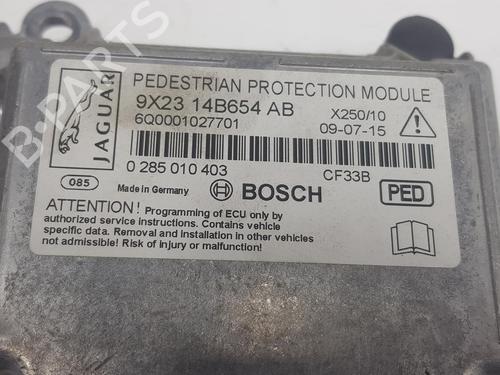 PEDESTRIAN PROTECTION MODULE
9X23 14B654 AB
X250/10
6Q0001027701
09-07-15
JAGUAR
0 285 010 403
CF33B
085
Made in Germany
BOSCH
PED
ATTENTION! Programming of ECU only by
authorized service instructions. Contains vehicle
specific data. Removal and installation in other vehicles
not admissible! Risk of injury or malfunction!
B-PARTS